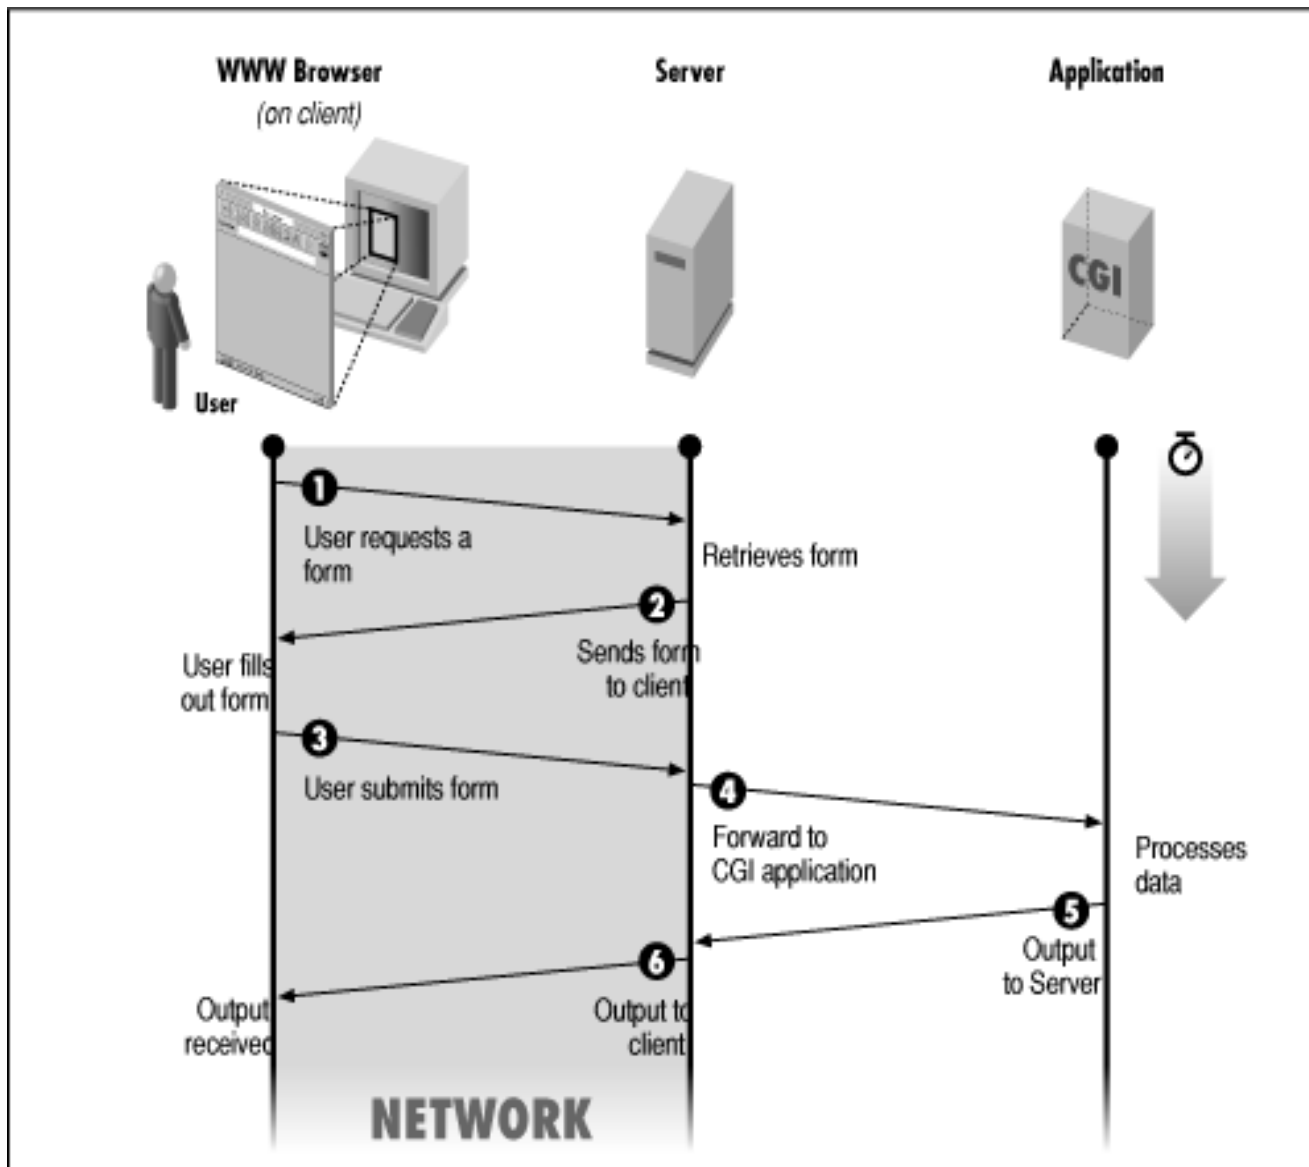 WWW Browser
(on client)
Server
Application
CGI
User
1
User requests a
form
Retrieves form
2
Sends form
to client
User fills
out form
3
User submits form
4
Forward to
CGI application
Processes
data
5
Output
to Server
6
Output to
client
Output
received
NETWORK